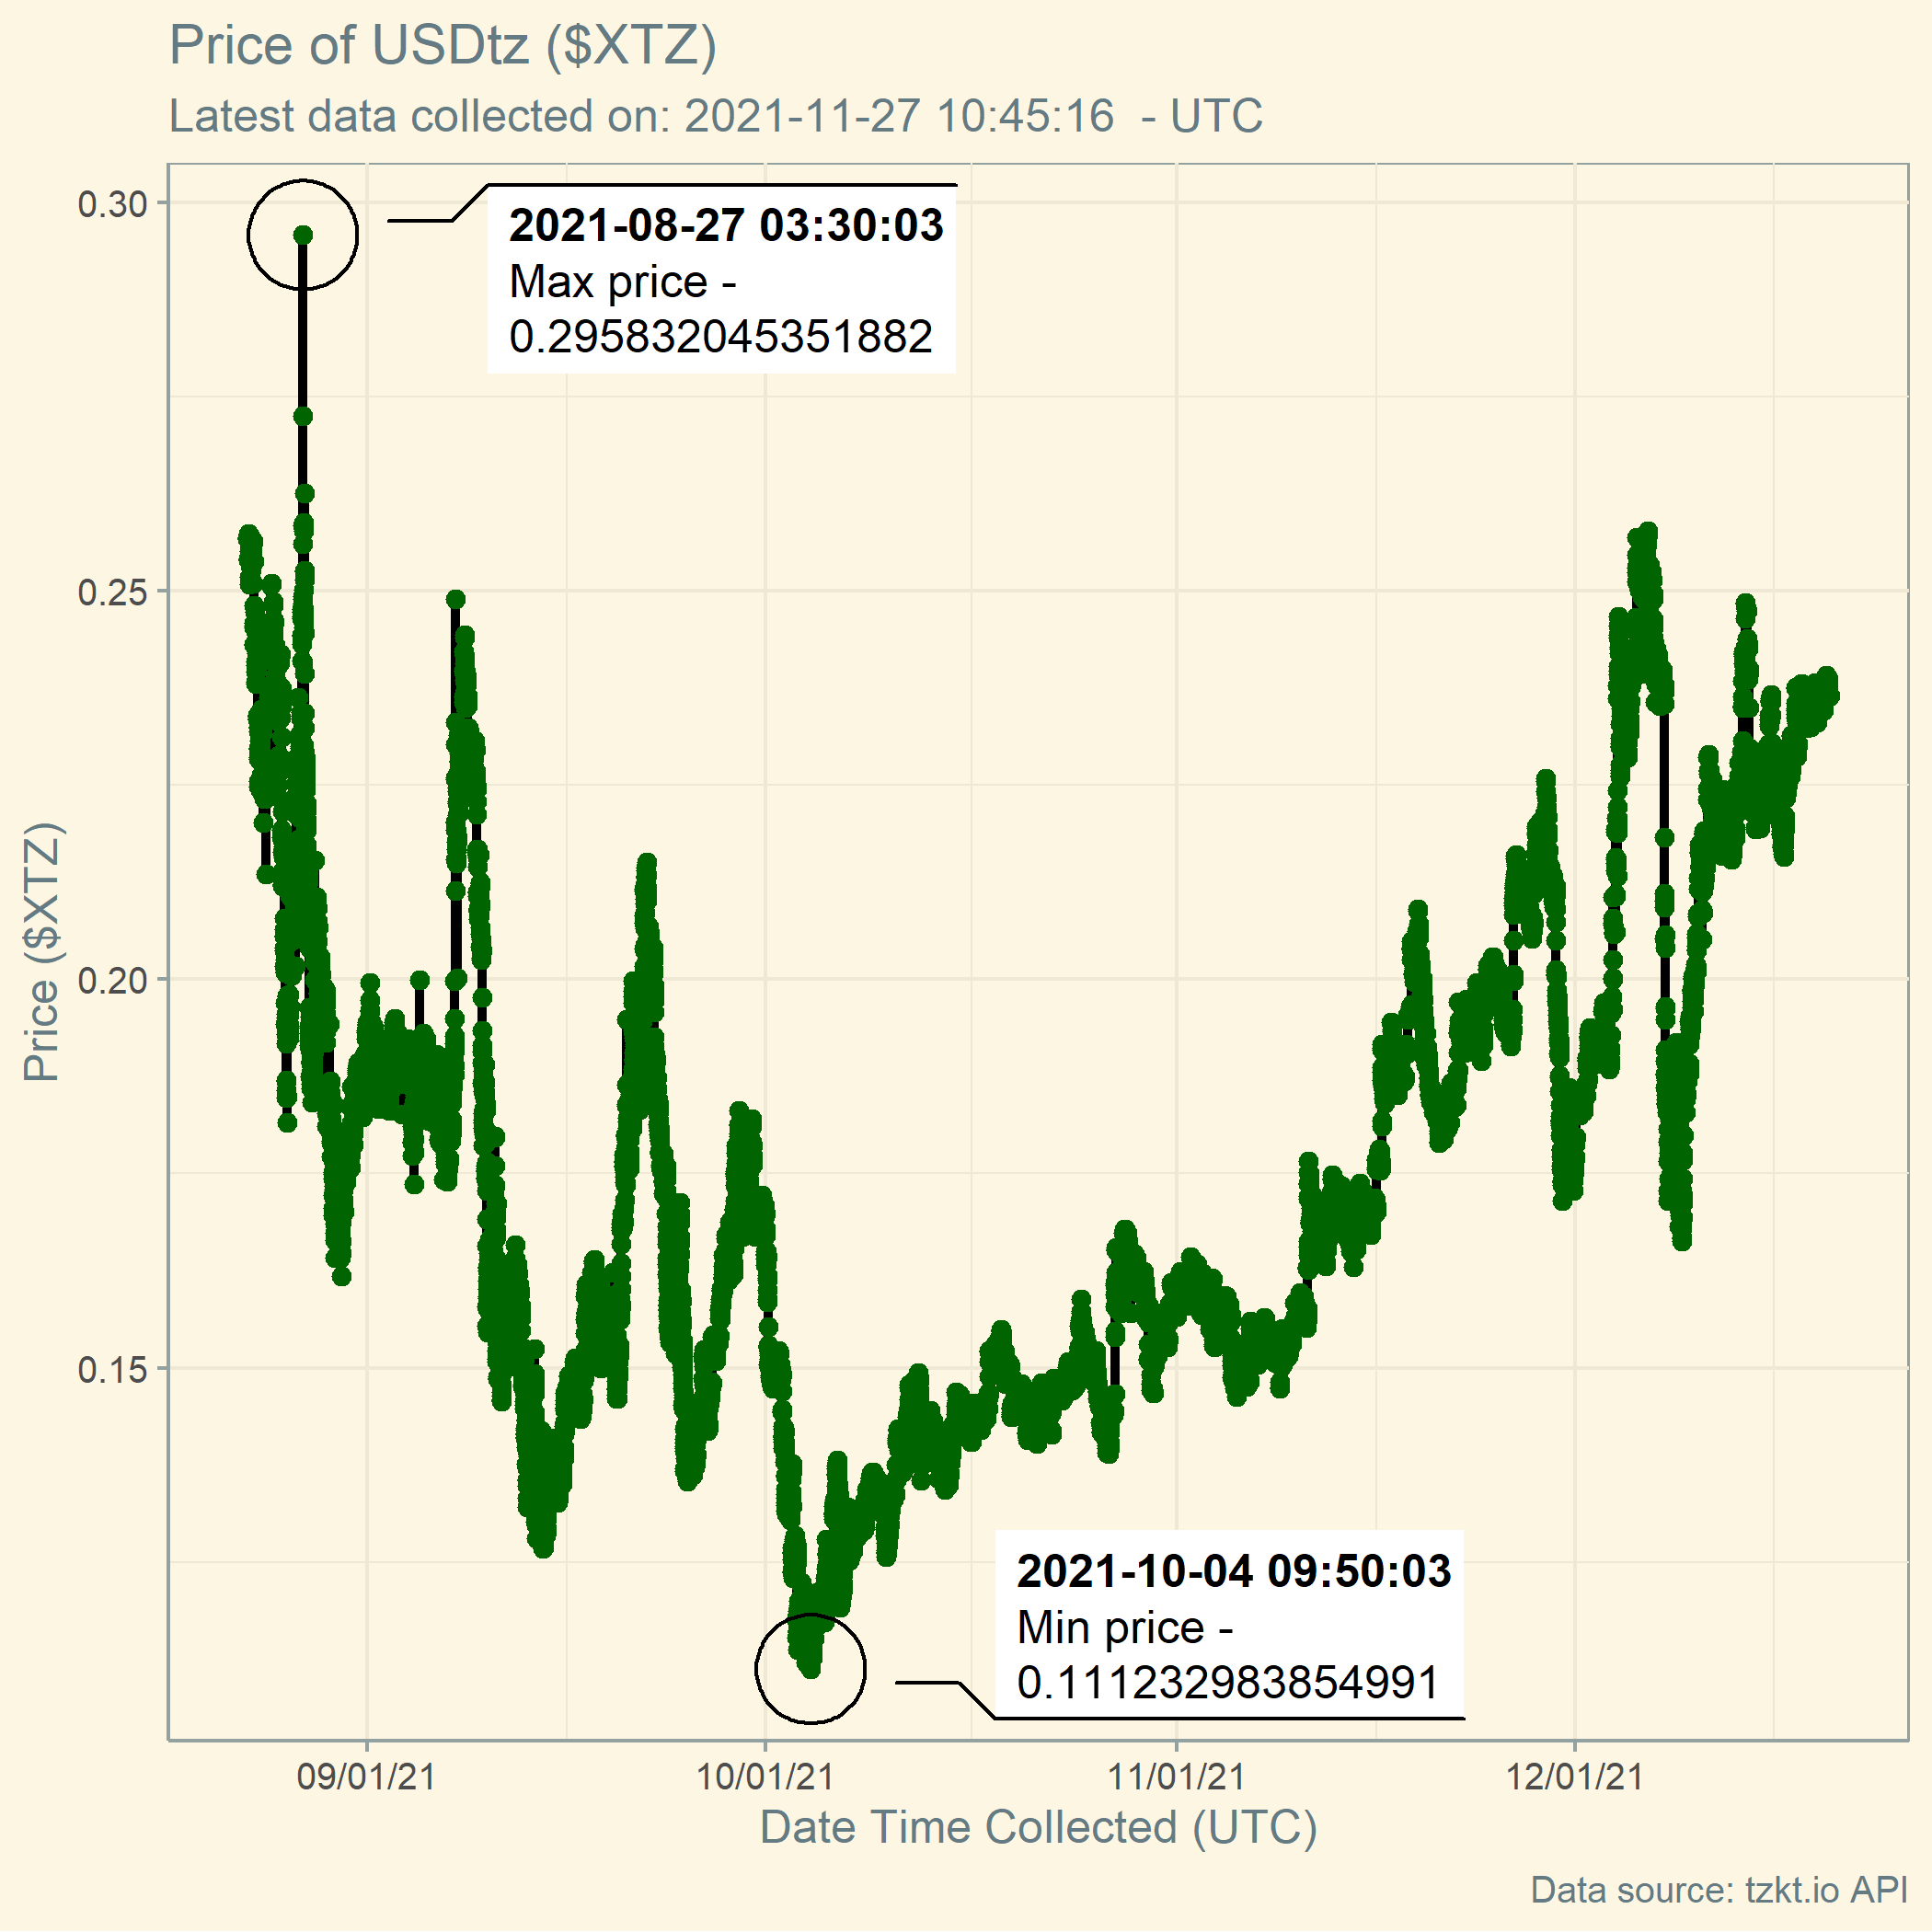 Price of USDtz ($XTZ)
Latest data collected on: 2021-11-27 10:45:16  - UTC
2021-08-27 03:30:03
Max price -
0.295832045351882
0.30
0.25
0.20
0.15
Price ($XTZ)
2021-10-04 09:50:03
Min price -
0.111232983854991
09/01/21
10/01/21
11/01/21
12/01/21
Date Time Collected (UTC)
Data source: tzkt.io API